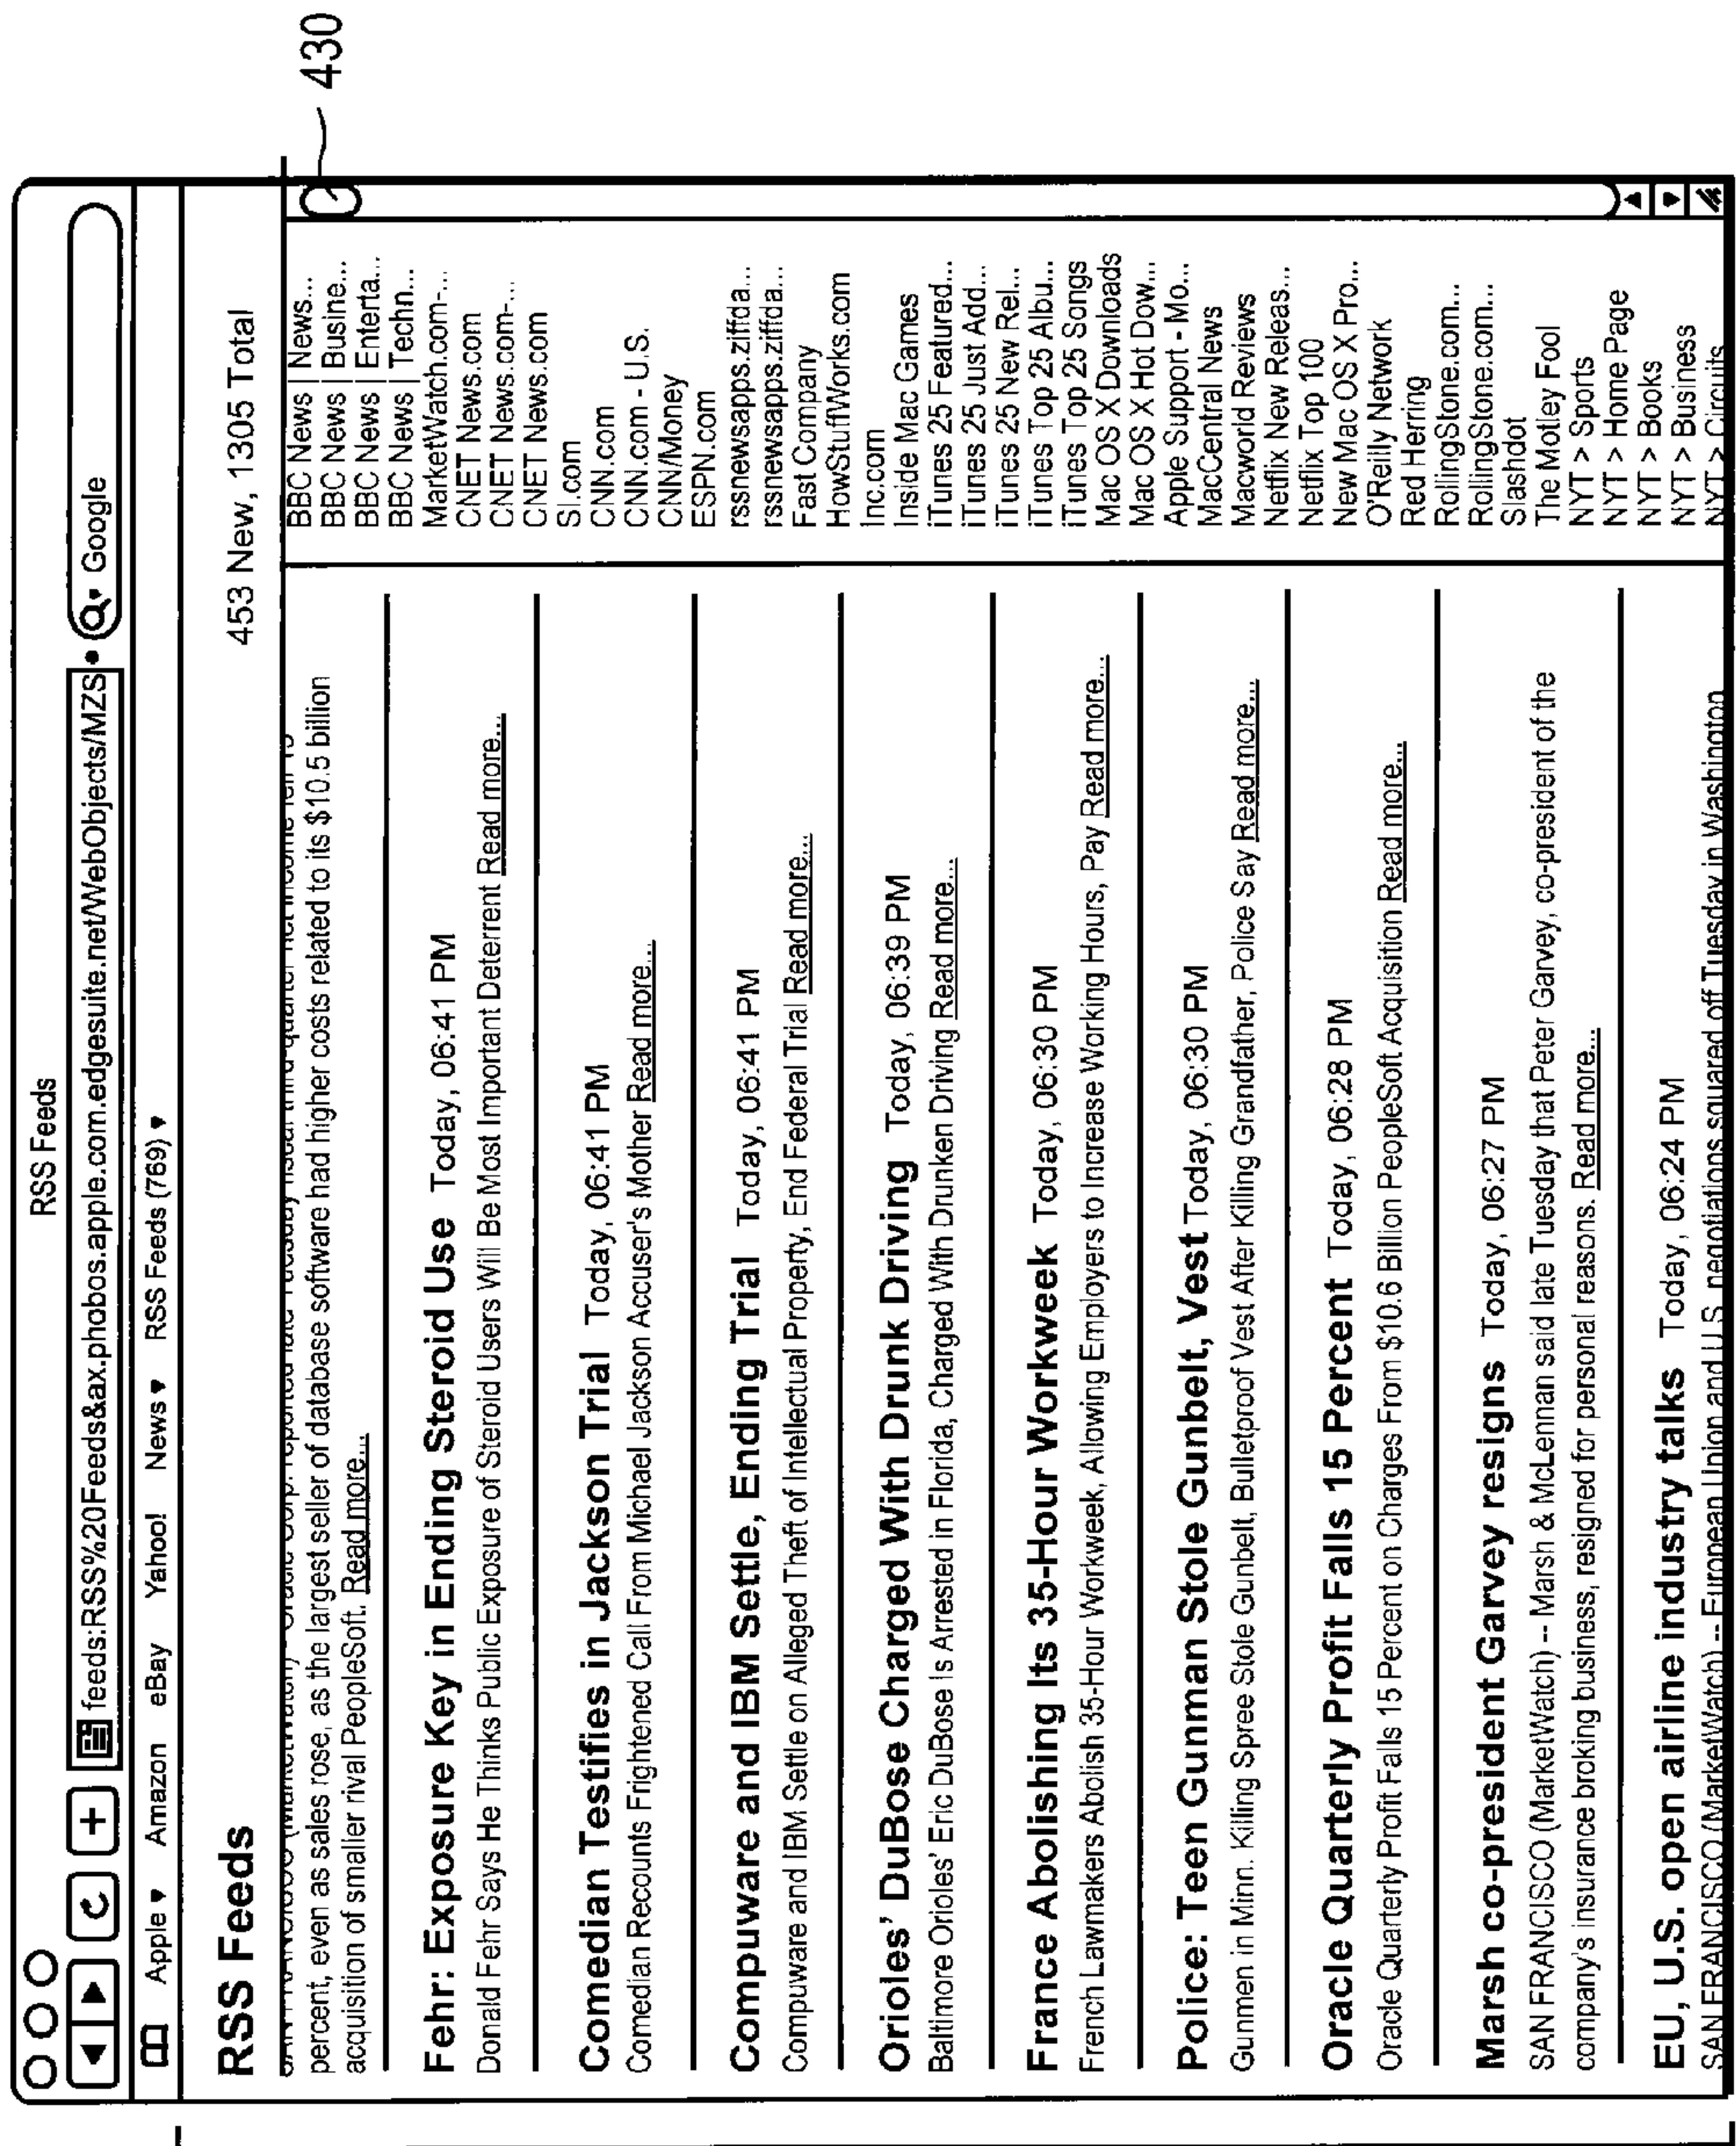 RSS Feeds
feeds:RSS%20Feeds&ax.phobos.apple.com.edgesuite.net/WebObjects/MZS
Google
Apple Amazon eBay Yahoo! News RSS Feeds (769)
RSS Feeds
453 New, 1305 Total
430
percent, even as sales rose, as the largest seller of database software had higher costs related to its $10.5 billion
acquisition of smaller rival PeopleSoft. Read more...
Fehr: Exposure Key in Ending Steroid Use Today, 06:41 PM
Donald Fehr Says He Thinks Public Exposure of Steroid Users Will Be Most Important Deterrent Read more...
Comedian Testifies in Jackson Trial Today, 06:41 PM
Comedian Recounts Frightened Call From Michael Jackson Accuser's Mother Read more...
Compuware and IBM Settle, Ending Trial Today, 06:41 PM
Compuware and IBM Settle on Alleged Theft of Intellectual Property, End Federal Trial Read more...
Orioles' DuBose Charged With Drunk Driving Today, 06:39 PM
Baltimore Orioles' Eric DuBose Is Arrested in Florida, Charged With Drunken Driving Read more...
France Abolishing Its 35-Hour Workweek Today, 06:30 PM
French Lawmakers Abolish 35-Hour Workweek, Allowing Employers to Increase Working Hours, Pay Read more...
Police: Teen Gunman Stole Gunbelt, Vest Today, 06:30 PM
Gunmen in Minn. Killing Spree Stole Gunbelt, Bulletproof Vest After Killing Grandfather, Police Say Read more...
Oracle Quarterly Profit Falls 15 Percent Today, 06:28 PM
Oracle Quarterly Profit Falls 15 Percent on Charges From $10.6 Billion PeopleSoft Acquisition Read more...
Marsh co-president Garvey resigns Today, 06:27 PM
SAN FRANCISCO (MarketWatch) -- Marsh & McLennan said late Tuesday that Peter Garvey, co-president of the
company's insurance broking business, resigned for personal reasons. Read more...
EU, U.S. open airline industry talks Today, 06:24 PM
SAN FRANCISCO (MarketWatch) -- European Union and U.S. negotiations squared off Tuesday in Washington
BBC News | News...
BBC News | Busine...
BBC News | Enterta...
BBC News | Techn...
MarketWatch.com-...
CNET News.com
CNET News.com-...
CNET News.com
SI.com
CNN.com
CNN.com - U.S.
CNN/Money
ESPN.com
rssnewsapps.ziffda...
rssnewsapps.ziffda...
Fast Company
HowStuffWorks.com
Inc.com
Inside Mac Games
iTunes 25 Featured...
iTunes 25 Just Add...
iTunes 25 New Rel...
iTunes Top 25 Albu...
iTunes Top 25 Songs
Mac OS X Downloads
Mac OS X Hot Dow...
Apple Support - Mo...
MacCentral News
Macworld Reviews
Netflix New Releas...
Netflix Top 100
New Mac OS X Pro...
O'Reilly Network
Red Herring
RollingStone.com...
RollingStone.com...
Slashdot
The Motley Fool
NYT > Sports
NYT > Home Page
NYT > Books
NYT > Business
NYT > Circuits